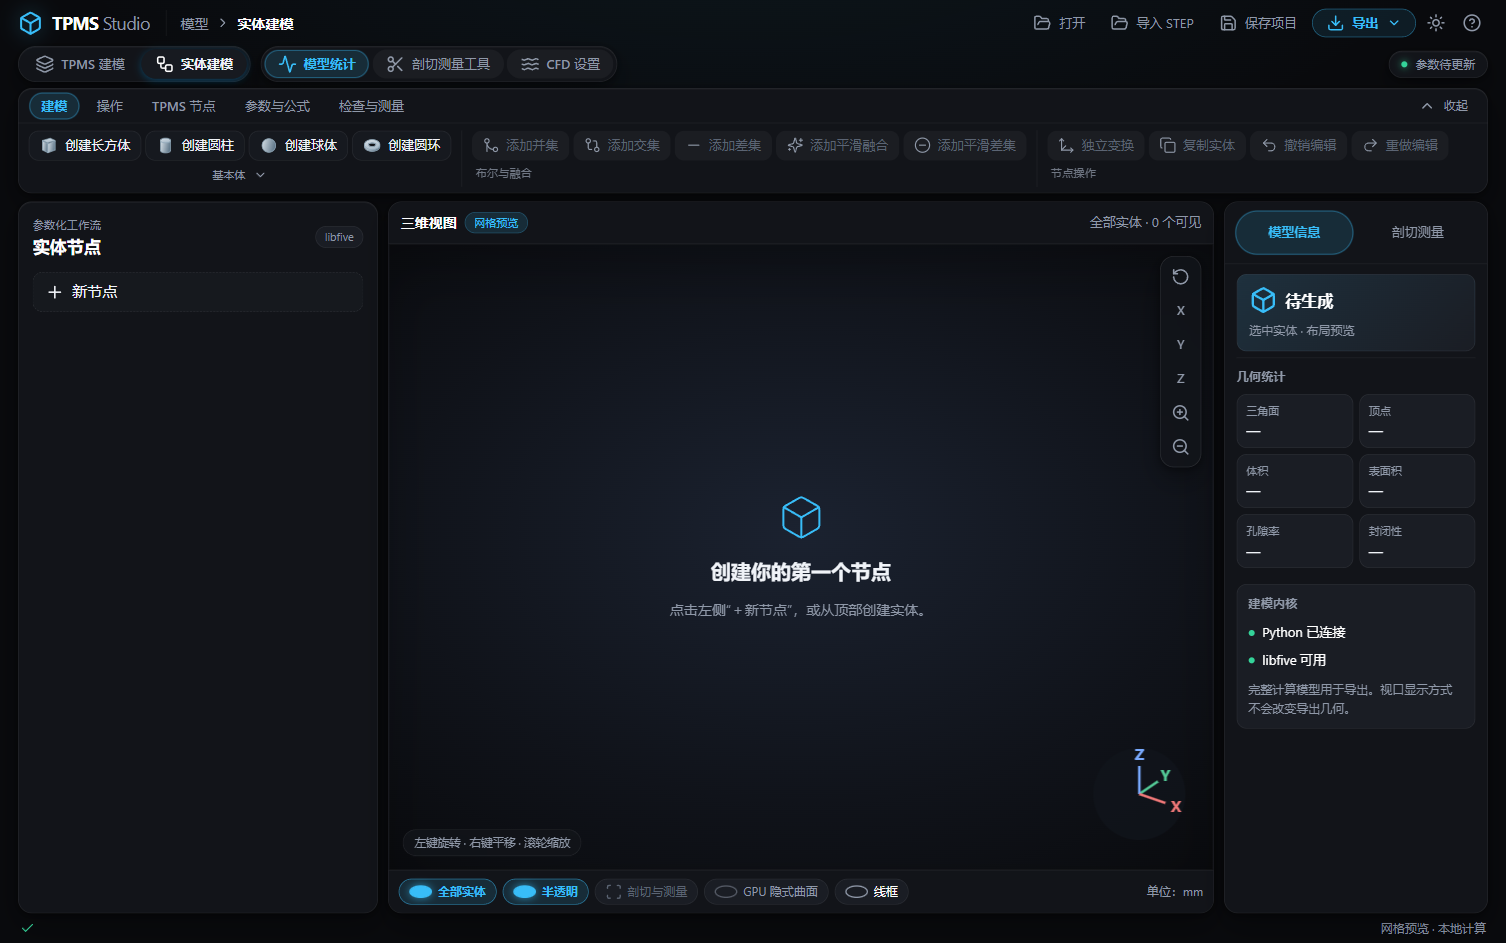 TPMS Studio 模型 > 实体建模 打开 导入 STEP 保存项目 导出
TPMS 建模 实体建模 模型统计 剖切测量工具 CFD 设置 参数待更新
建模 操作 TPMS 节点 参数与公式 检查与测量 收起
创建长方体 创建圆柱 创建球体 创建圆环 添加并集 添加交集 添加差集 添加平滑融合 添加平滑差集 独立变换 复制实体 撤销编辑 重做编辑
基本体 布尔与融合 节点操作
参数化工作流
实体节点
libfive
+ 新节点
三维视图 网格预览 全部实体 · 0 个可见
X
Y
Z
创建你的第一个节点
点击左侧“＋新节点”，或从顶部创建实体。
Z
Y
X
左键旋转 · 右键平移 · 滚轮缩放
全部实体 半透明 剖切与测量 GPU 隐式曲面 线框 单位：mm
模型信息 剖切测量
待生成
选中实体 · 布局预览
几何统计
三角面 顶点
— —
体积 表面积
— —
孔隙率 封闭性
— —
建模内核
Python 已连接
libfive 可用
完整计算模型用于导出。视口显示方式
不会改变导出几何。
网格预览 · 本地计算